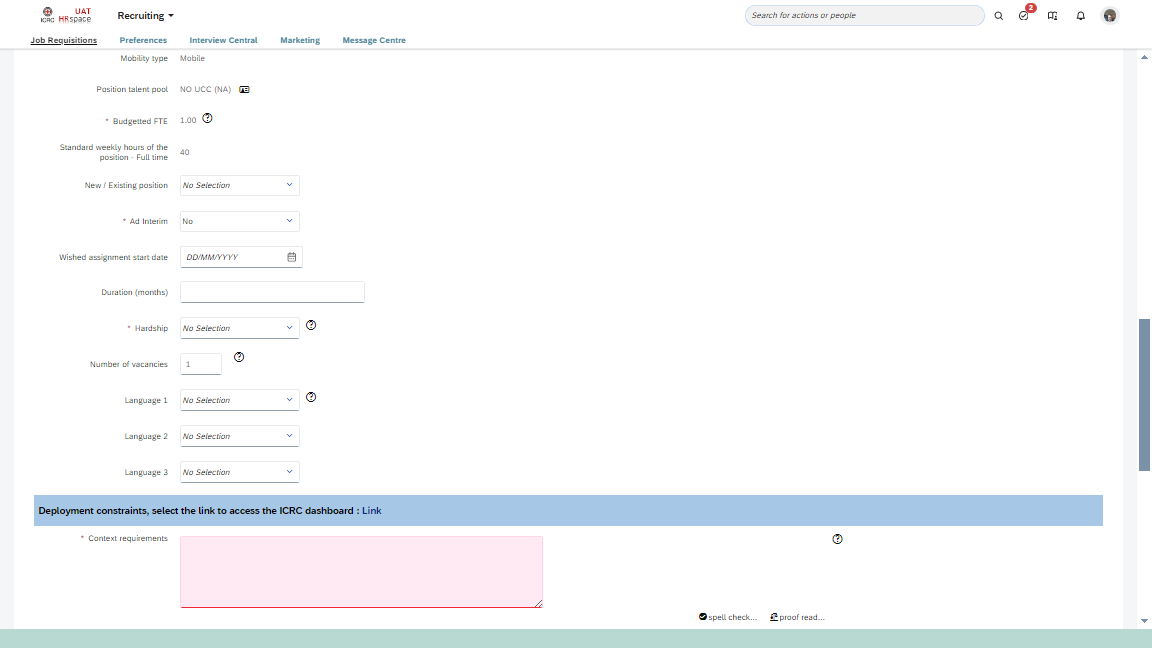 ICRC UAT HRspace Recruiting Search for actions or people 2
Job Requisitions Preferences Interview Central Marketing Message Centre
Mobility type Mobile
Position talent pool NO UCC (NA)
* Budgetted FTE 1.00
Standard weekly hours of the position - Full time 40
New / Existing position No Selection
* Ad Interim No
Wished assignment start date DD/MM/YYYY
Duration (months)
* Hardship No Selection
Number of vacancies 1
Language 1 No Selection
Language 2 No Selection
Language 3 No Selection
Deployment constraints, select the link to access the ICRC dashboard : Link
* Context requirements
spell check... proof read...